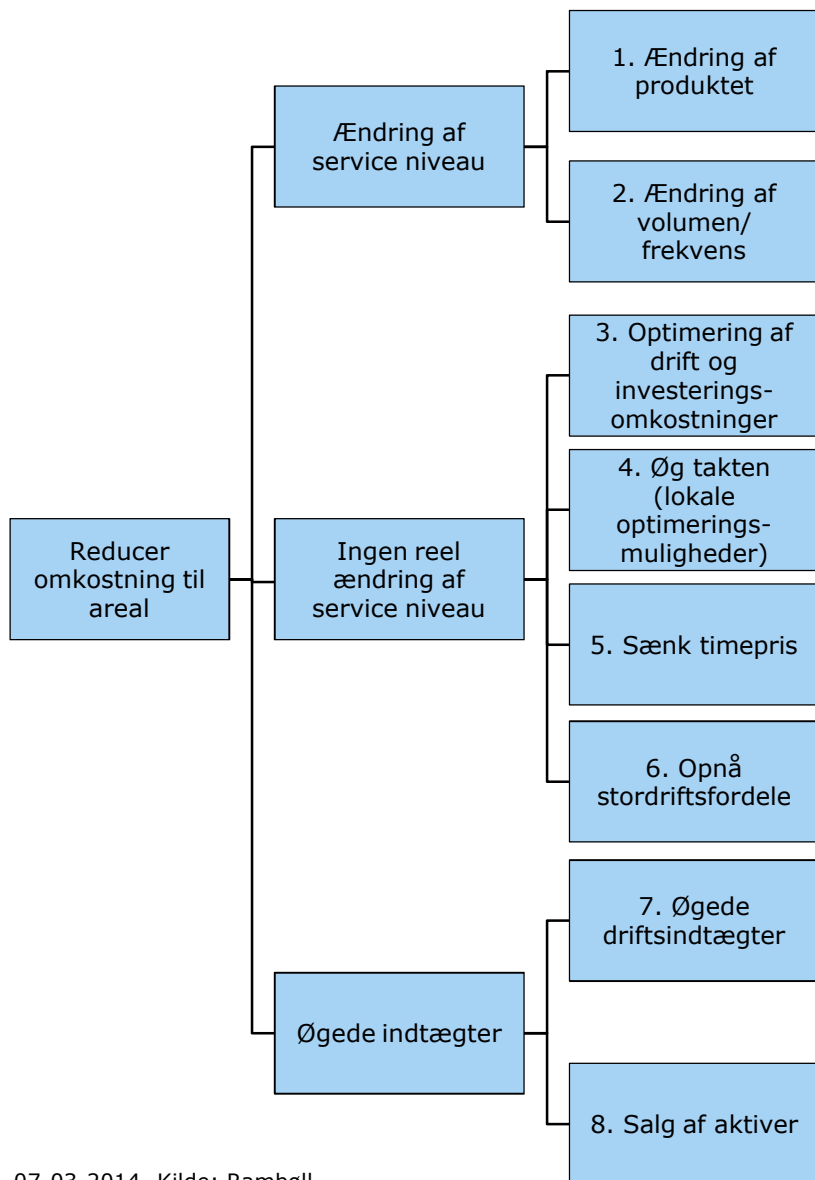 1. Ændring af
produktet
Ændring af
service niveau
2. Ændring af
volumen/
frekvens
3. Optimering af
drift og
investerings-
omkostninger
4. Øg takten
(lokale
optimerings-
muligheder)
Reducer
omkostning til
areal
Ingen reel
ændring af
service niveau
5. Sænk timepris
6. Opnå
stordriftsfordele
7. Øgede
driftsindtægter
Øgede indtægter
8. Salg af aktiver
07-03-2014 Kilde: Rambøll